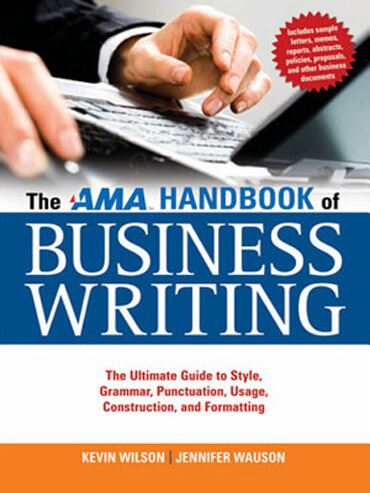 Includes sample
letters, memos,
reports, abstracts,
policies, proposals,
and other business
documents
The AMA HANDBOOK of
BUSINESS
WRITING
The Ultimate Guide to Style,
Grammar, Punctuation, Usage,
Construction, and Formatting
KEVIN WILSON | JENNIFER WAUSON